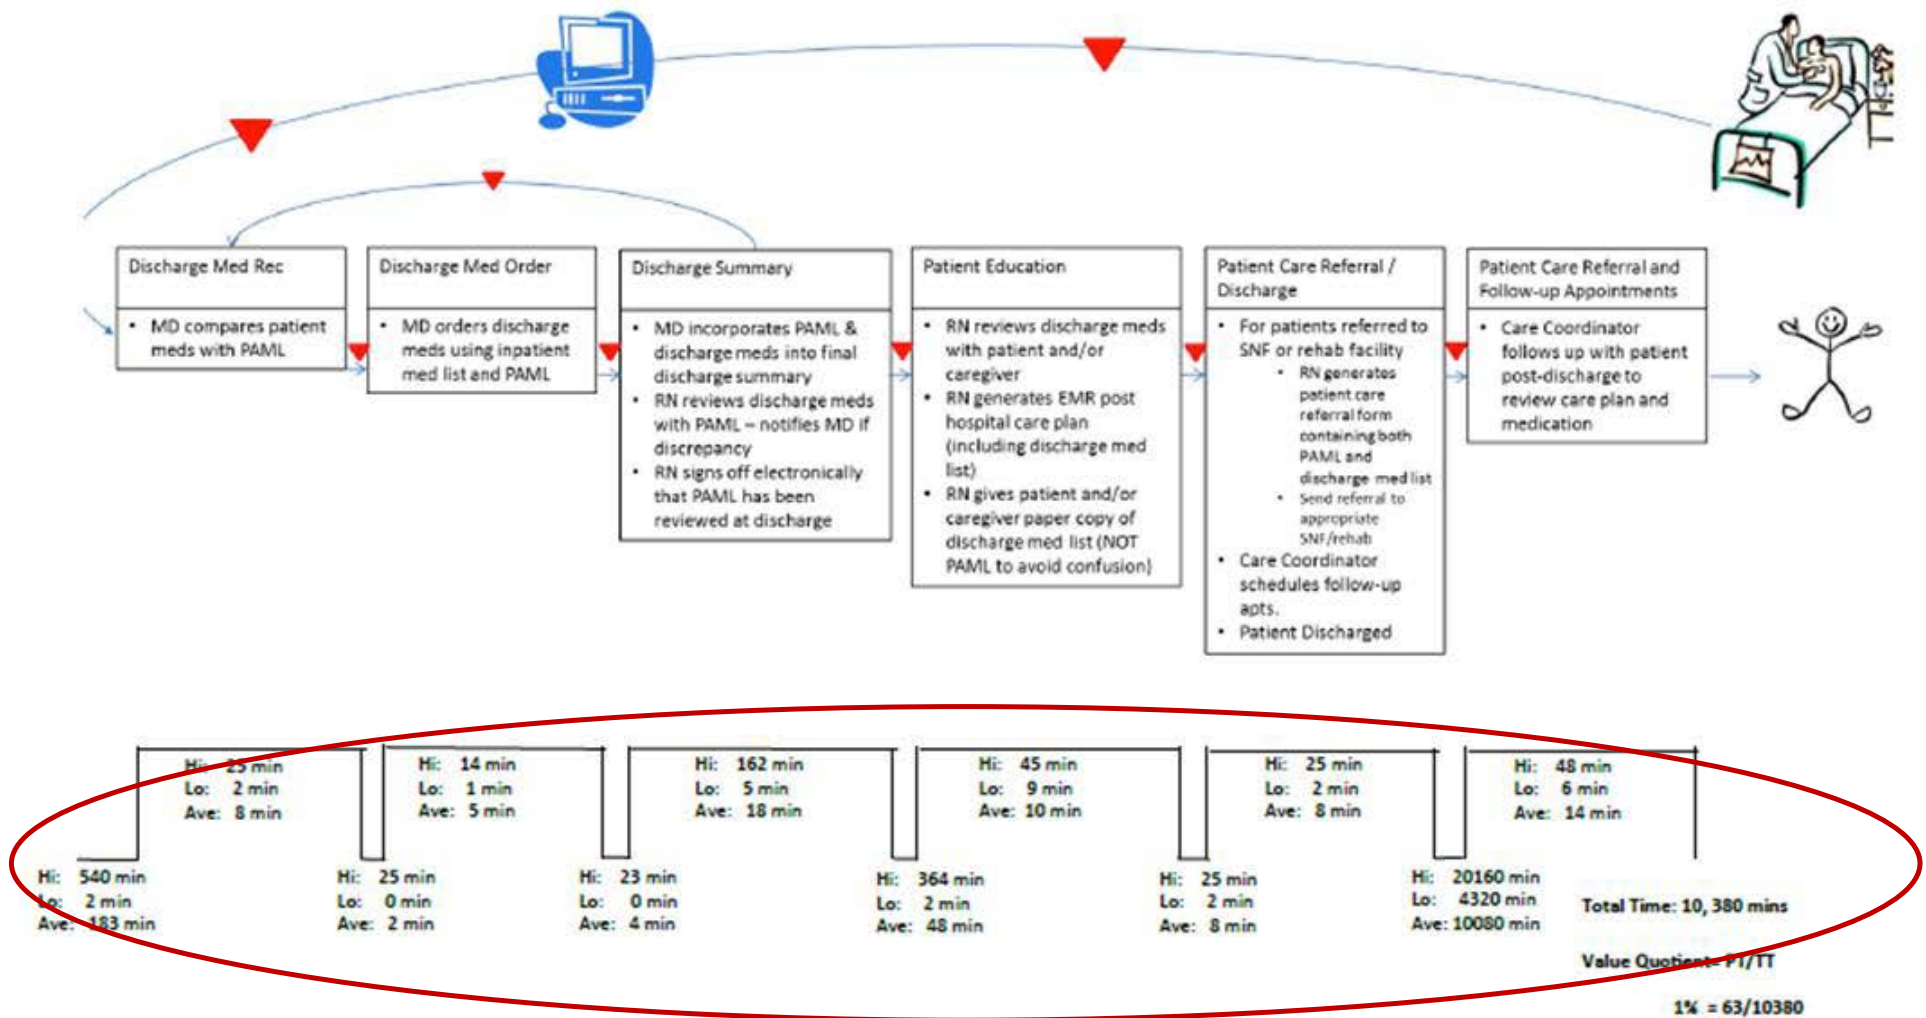 Discharge Med Rec
• MD compares patient
meds with PAML
Discharge Med Order
• MD orders discharge
meds using inpatient
med list and PAML
Discharge Summary
• MD incorporates PAML &
discharge meds into final
discharge summary
• RN reviews discharge meds
with PAML – notifies MD if
discrepancy
• RN signs off electronically
that PAML has been
reviewed at discharge
Patient Education
• RN reviews discharge meds
with patient and/or
caregiver
• RN generates EMR post
hospital care plan
(including discharge med
list)
• RN gives patient and/or
caregiver paper copy of
discharge med list (NOT
PAML to avoid confusion)
Patient Care Referral /
Discharge
• For patients referred to
SNF or rehab facility
• RN generates
patient care
referral form
containing both
PAML and
discharge med list
• Send referral to
appropriate
SNF/rehab
• Care Coordinator
schedules follow-up
apts.
• Patient Discharged
Patient Care Referral and
Follow-up Appointments
• Care Coordinator
follows up with patient
post-discharge to
review care plan and
medication
Hi: 25 min
Lo: 2 min
Ave: 8 min
Hi: 14 min
Lo: 1 min
Ave: 5 min
Hi: 162 min
Lo: 5 min
Ave: 18 min
Hi: 45 min
Lo: 9 min
Ave: 10 min
Hi: 25 min
Lo: 2 min
Ave: 8 min
Hi: 48 min
Lo: 6 min
Ave: 14 min
Hi: 540 min
Lo: 2 min
Ave: 183 min
Hi: 25 min
Lo: 0 min
Ave: 2 min
Hi: 23 min
Lo: 0 min
Ave: 4 min
Hi: 364 min
Lo: 2 min
Ave: 48 min
Hi: 25 min
Lo: 2 min
Ave: 8 min
Hi: 20160 min
Lo: 4320 min
Ave: 10080 min
Total Time: 10, 380 mins
Value Quotient= PT/TT
1% = 63/10380